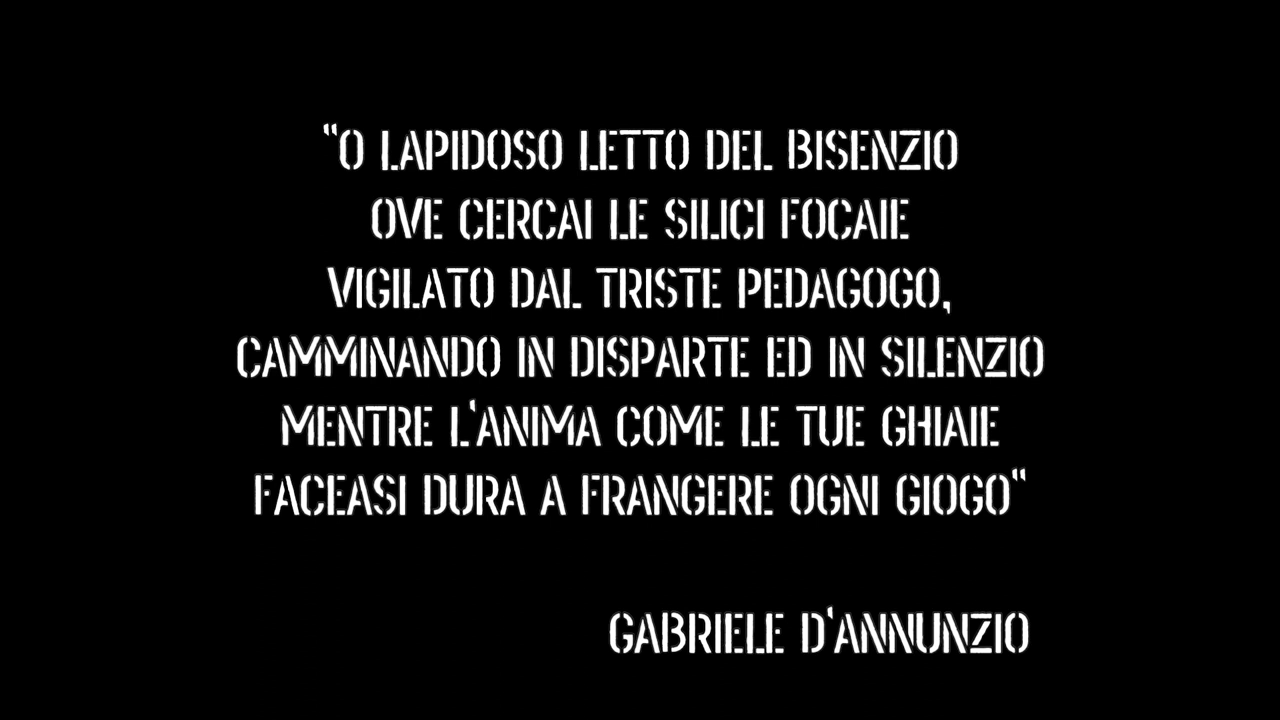 "O LAPIDOSO LETTO DEL BISENZIO
OVE CERCAI LE SILICI FOCAIE
VIGILATO DAL TRISTE PEDAGOGO,
CAMMINANDO IN DISPARTE ED IN SILENZIO
MENTRE L'ANIMA COME LE TUE GHIAIE
FACEASI DURA A FRANGERE OGNI GIOGO"
GABRIELE D'ANNUNZIO